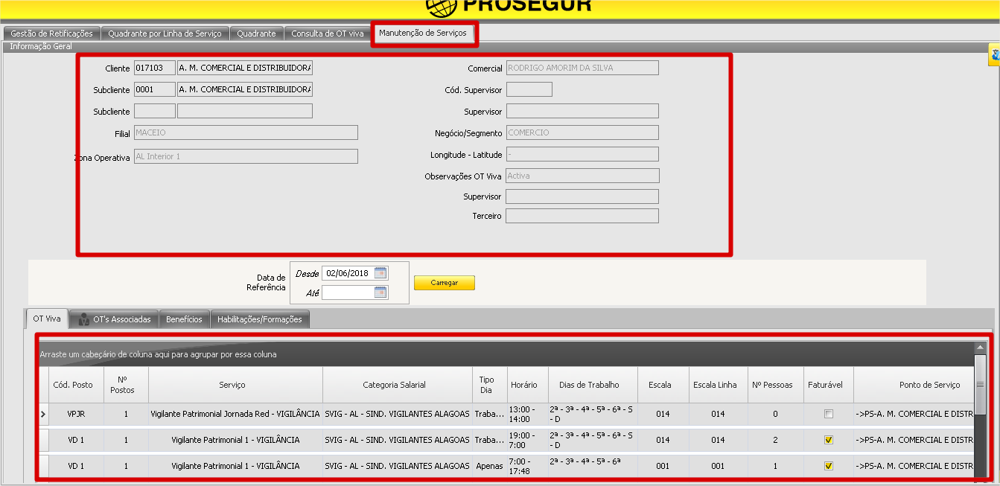 PROSEGUR
Gestão de Retificações Quadrante por Linha de Serviço Quadrante Consulta de OT viva Manutenção de Serviços
Informação Geral
Cliente 017103 A. M. COMERCIAL E DISTRIBUIDORA Comercial RODRIGO AMORIM DA SILVA
Subcliente 0001 A. M. COMERCIAL E DISTRIBUIDORA Cód. Supervisor
Subcliente Supervisor
Filial MACEIO Negócio/Segmento COMERCIO
Zona Operativa AL Interior 1 Longitude - Latitude -
Observações OT Viva Activa
Supervisor
Terceiro
Data de Referência Desde 02/06/2018 Carregar
Até
OT Viva OT's Associadas Benefícios Habilitações/Formações
Arraste um cabeçário de coluna aqui para agrupar por essa coluna
Cód. Posto Nº Postos Serviço Categoria Salarial Tipo Dia Horário Dias de Trabalho Escala Escala Linha Nº Pessoas Faturável Ponto de Serviço
VPJR 1 Vigilante Patrimonial Jornada Red - VIGILÂNCIA SVIG - AL - SIND. VIGILANTES ALAGOAS Traba... 13:00 - 14:00 2ª - 3ª - 4ª - 5ª - 6ª - S - D 014 014 0 ->PS-A. M. COMERCIAL E DISTR
VD 1 1 Vigilante Patrimonial 1 - VIGILÂNCIA SVIG - AL - SIND. VIGILANTES ALAGOAS Traba... 19:00 - 7:00 2ª - 3ª - 4ª - 5ª - 6ª - S - D 014 014 2 ->PS-A. M. COMERCIAL E DISTR
VD 1 1 Vigilante Patrimonial 1 - VIGILÂNCIA SVIG - AL - SIND. VIGILANTES ALAGOAS Apenas 7:00 - 17:48 2ª - 3ª - 4ª - 5ª - 6ª 001 001 1 ->PS-A. M. COMERCIAL E DISTR